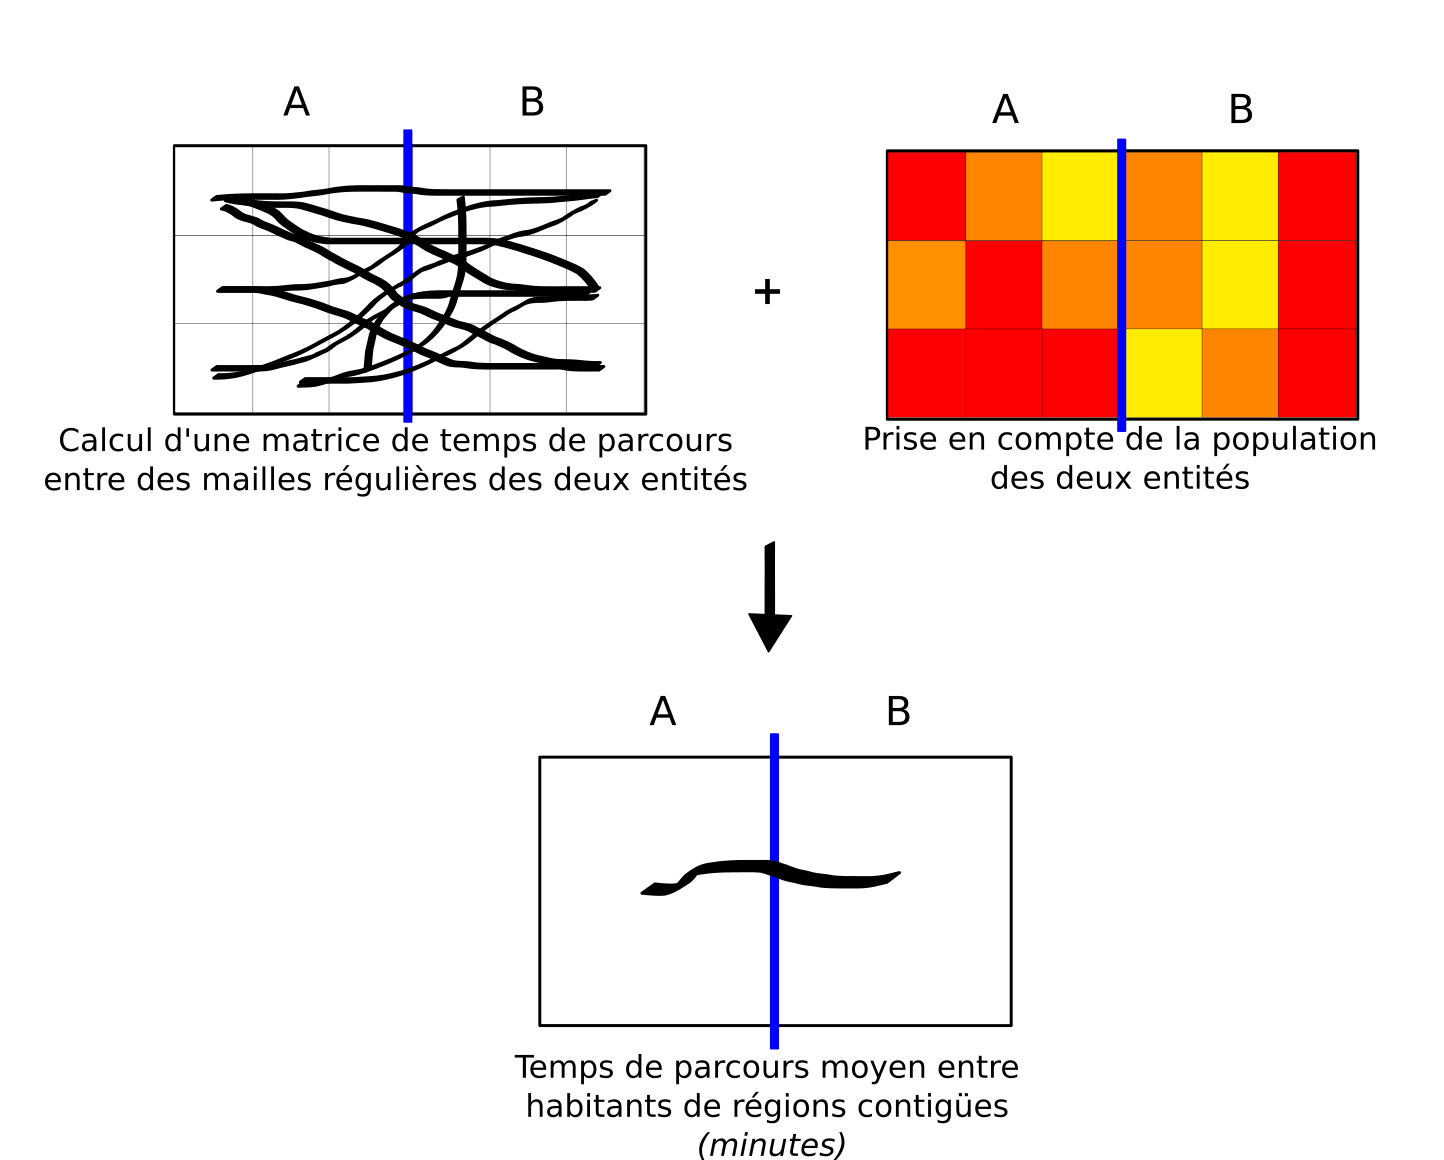 A
B
Calcul d'une matrice de temps de parcours
entre des mailles régulières des deux entités
+
A
B
Prise en compte de la population
des deux entités
A
B
Temps de parcours moyen entre
habitants de régions contigües
(minutes)